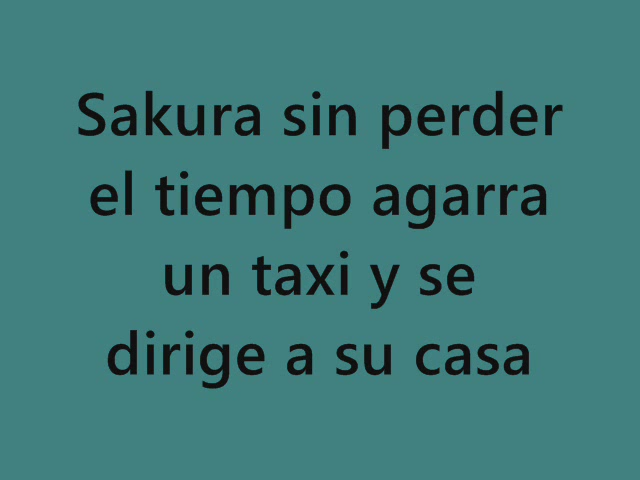 Sakura sin perder
el tiempo agarra
un taxi y se
dirige a su casa